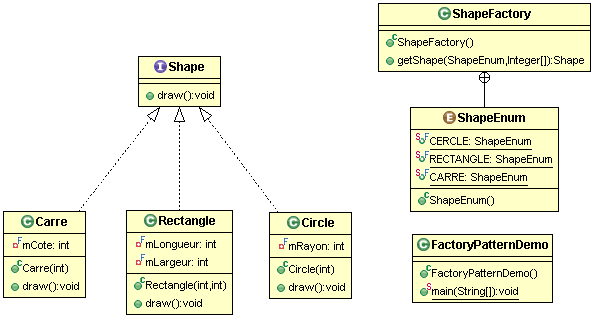 Shape
draw():void
Carre
mCote: int
Carre(int)
draw():void
Rectangle
mLongueur: int
mLargeur: int
Rectangle(int,int)
draw():void
Circle
mRayon: int
Circle(int)
draw():void
ShapeFactory
ShapeFactory()
getShape(ShapeEnum,Integer[]):Shape
ShapeEnum
CERCLE: ShapeEnum
RECTANGLE: ShapeEnum
CARRE: ShapeEnum
ShapeEnum()
FactoryPatternDemo
FactoryPatternDemo()
main(String[]):void